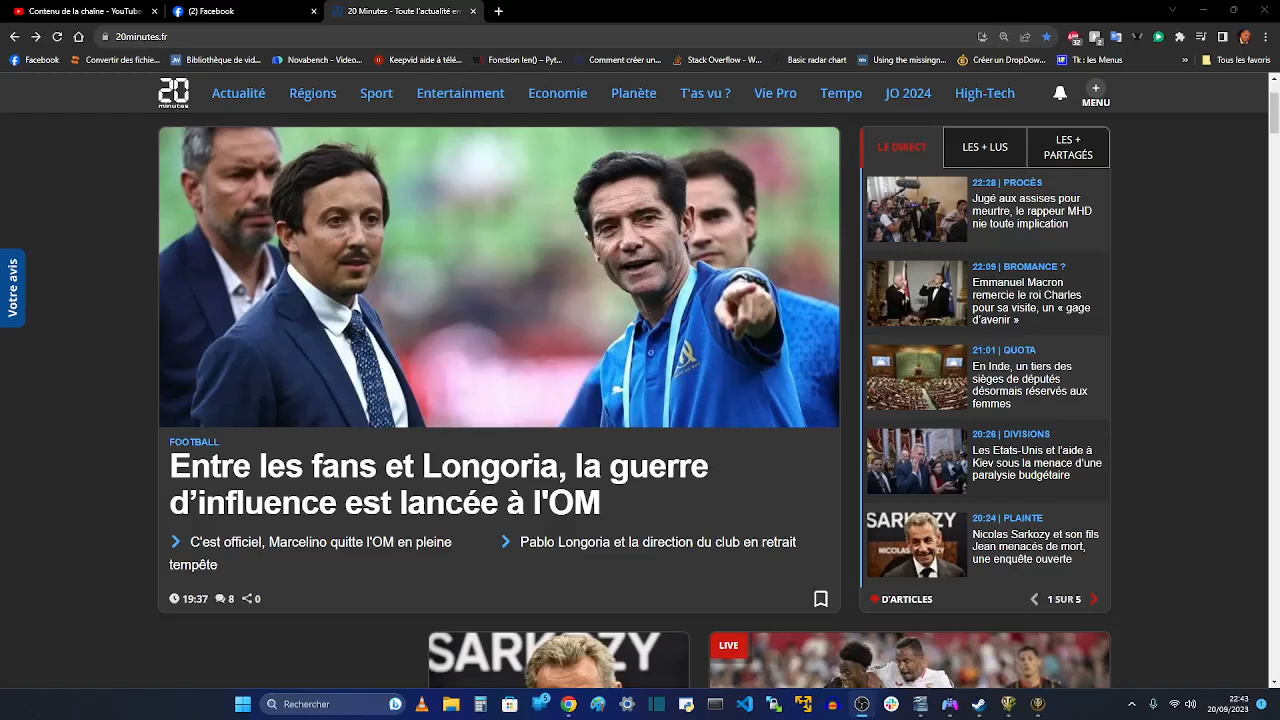 Contenu de la chaîne - YouTube
(2) Facebook
20 Minutes - Toute l'actualité en
20minutes.fr
Facebook
Convertir des fichie...
Bibliothèque de vid...
Novabench - Video...
Keepvid aide à télé...
Fonction len() – Pyt...
Comment créer un...
Stack Overflow - W...
Basic radar chart
Using the missingn...
Créer un DropDow...
Tk: les Menus
»
Tous les favoris
20 minutes
Actualité
Régions
Sport
Entertainment
Economie
Planète
T'as vu ?
Vie Pro
Tempo
JO 2024
High-Tech
MENU
Votre avis
FOOTBALL
Entre les fans et Longoria, la guerre
d’influence est lancée à l'OM
C'est officiel, Marcelino quitte l'OM en pleine
tempête
Pablo Longoria et la direction du club en retrait
19:37
8
0
LE DIRECT
LES + LUS
LES +
PARTAGÉS
22:28 | PROCÈS
Jugé aux assises pour
meurtre, le rappeur MHD
nie toute implication
22:09 | BROMANCE ?
Emmanuel Macron
remercie le roi Charles
pour sa visite, un « gage
d'avenir »
21:01 | QUOTA
En Inde, un tiers des
sièges de députés
désormais réservés aux
femmes
20:26 | DIVISIONS
Les Etats-Unis et l'aide à
Kiev sous la menace d'une
paralysie budgétaire
20:24 | PLAINTE
Nicolas Sarkozy et son fils
Jean menacés de mort,
une enquête ouverte
SARKOZY
D'ARTICLES
1 SUR 5
SARKOZY
LIVE
Rechercher
22:43
20/09/2023